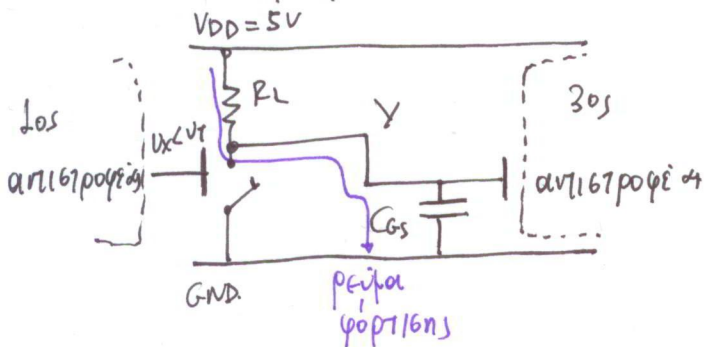 VDD = 5V
RL
Y
1ος
αντιστροφέας
Vx<VT
3ος
αντιστροφέας
CGS
GND.
ρεύμα
φόρτισης